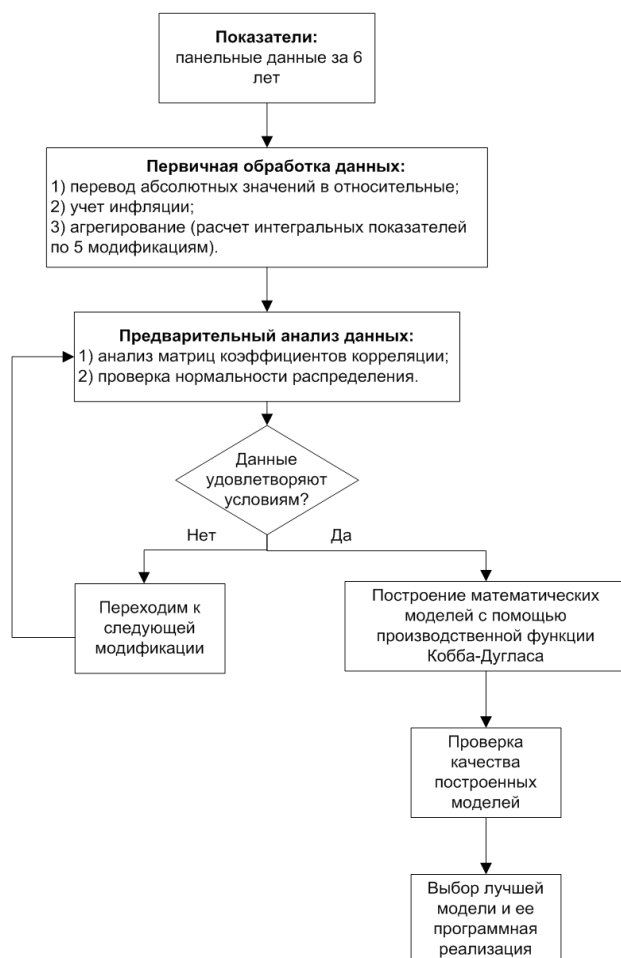 Показатели:
панельные данные за 6
лет
Первичная обработка данных:
1) перевод абсолютных значений в относительные;
2) учет инфляции;
3) агрегирование (расчет интегральных показателей
по 5 модификациям).
Предварительный анализ данных:
1) анализ матриц коэффициентов корреляции;
2) проверка нормальности распределения.
Данные
удовлетворяют
условиям?
Нет
Да
Переходим к
следующей
модификации
Построение математических
моделей с помощью
производственной функции
Кобба-Дугласа
Проверка
качества
построенных
моделей
Выбор лучшей
модели и ее
программная
реализация